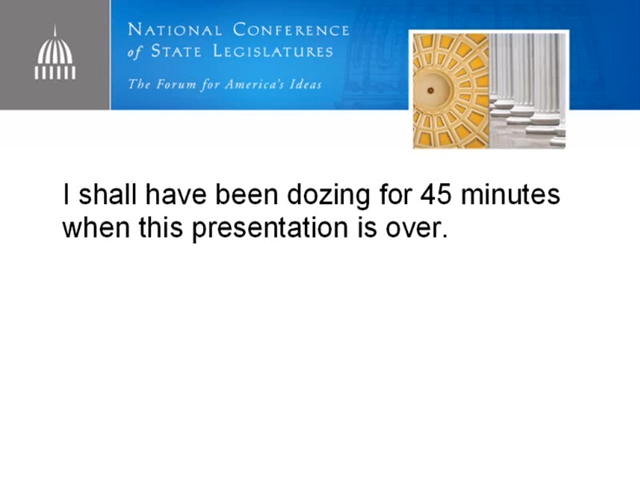 NATIONAL CONFERENCE
of STATE LEGISLATURES
The Forum for America's Ideas
I shall have been dozing for 45 minutes
when this presentation is over.